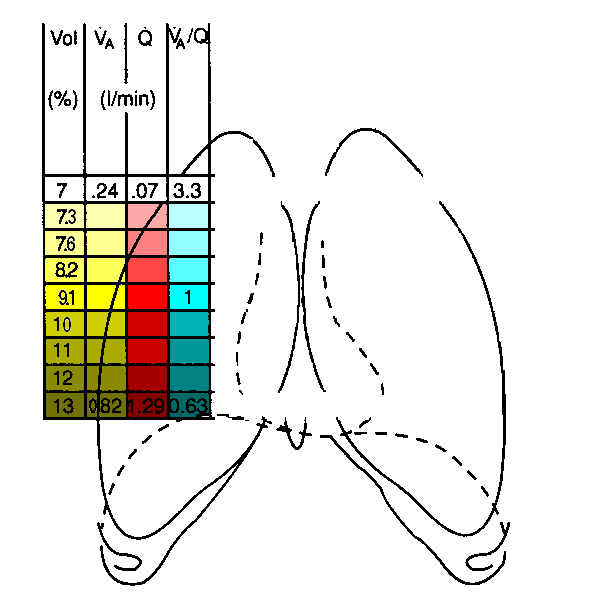 Vol V̇A Q̇ V̇A/Q̇
(%) (l/min)
7 .24 .07 3.3
7.3
7.6
8.2
9.1 1
10
11
12
13 0.82 1.29 0.63